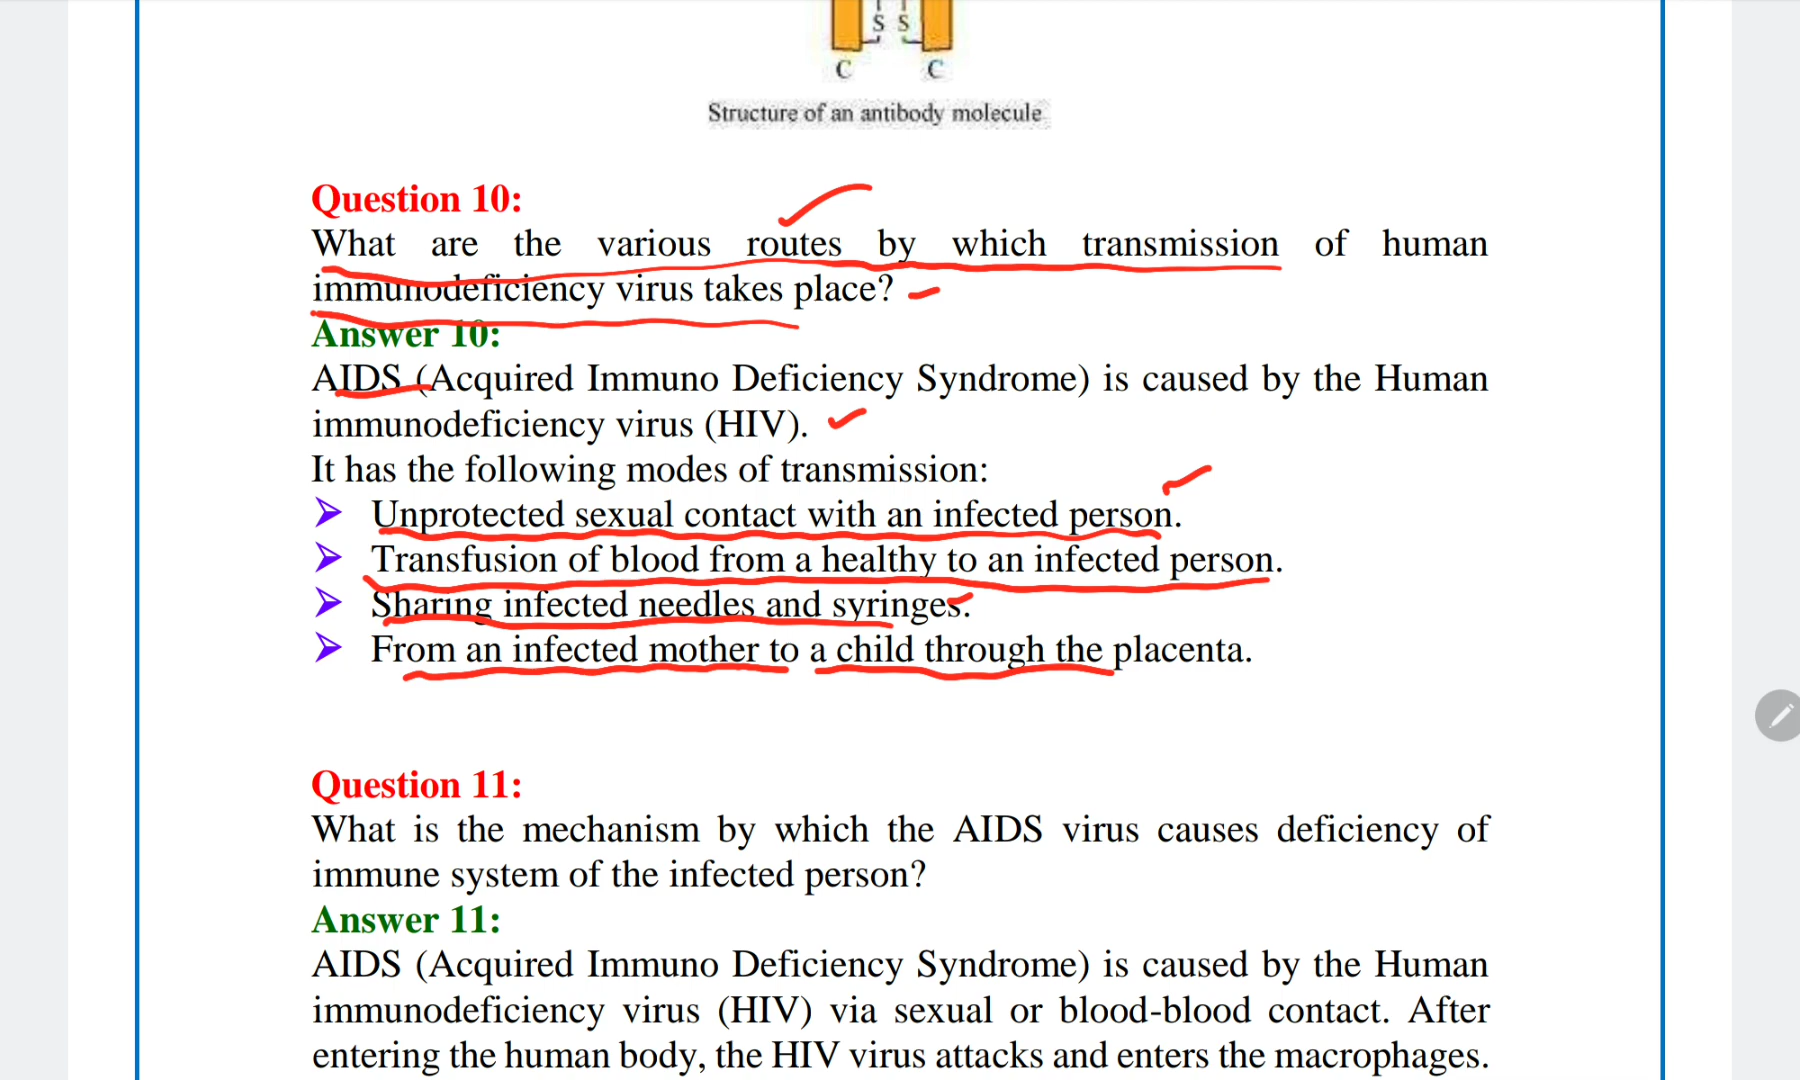 S S
C C
Structure of an antibody molecule
Question 10:
What are the various routes by which transmission of human
immunodeficiency virus takes place?
Answer 10:
AIDS (Acquired Immuno Deficiency Syndrome) is caused by the Human
immunodeficiency virus (HIV).
It has the following modes of transmission:
Unprotected sexual contact with an infected person.
Transfusion of blood from a healthy to an infected person.
Sharing infected needles and syringes.
From an infected mother to a child through the placenta.
Question 11:
What is the mechanism by which the AIDS virus causes deficiency of
immune system of the infected person?
Answer 11:
AIDS (Acquired Immuno Deficiency Syndrome) is caused by the Human
immunodeficiency virus (HIV) via sexual or blood-blood contact. After
entering the human body, the HIV virus attacks and enters the macrophages.